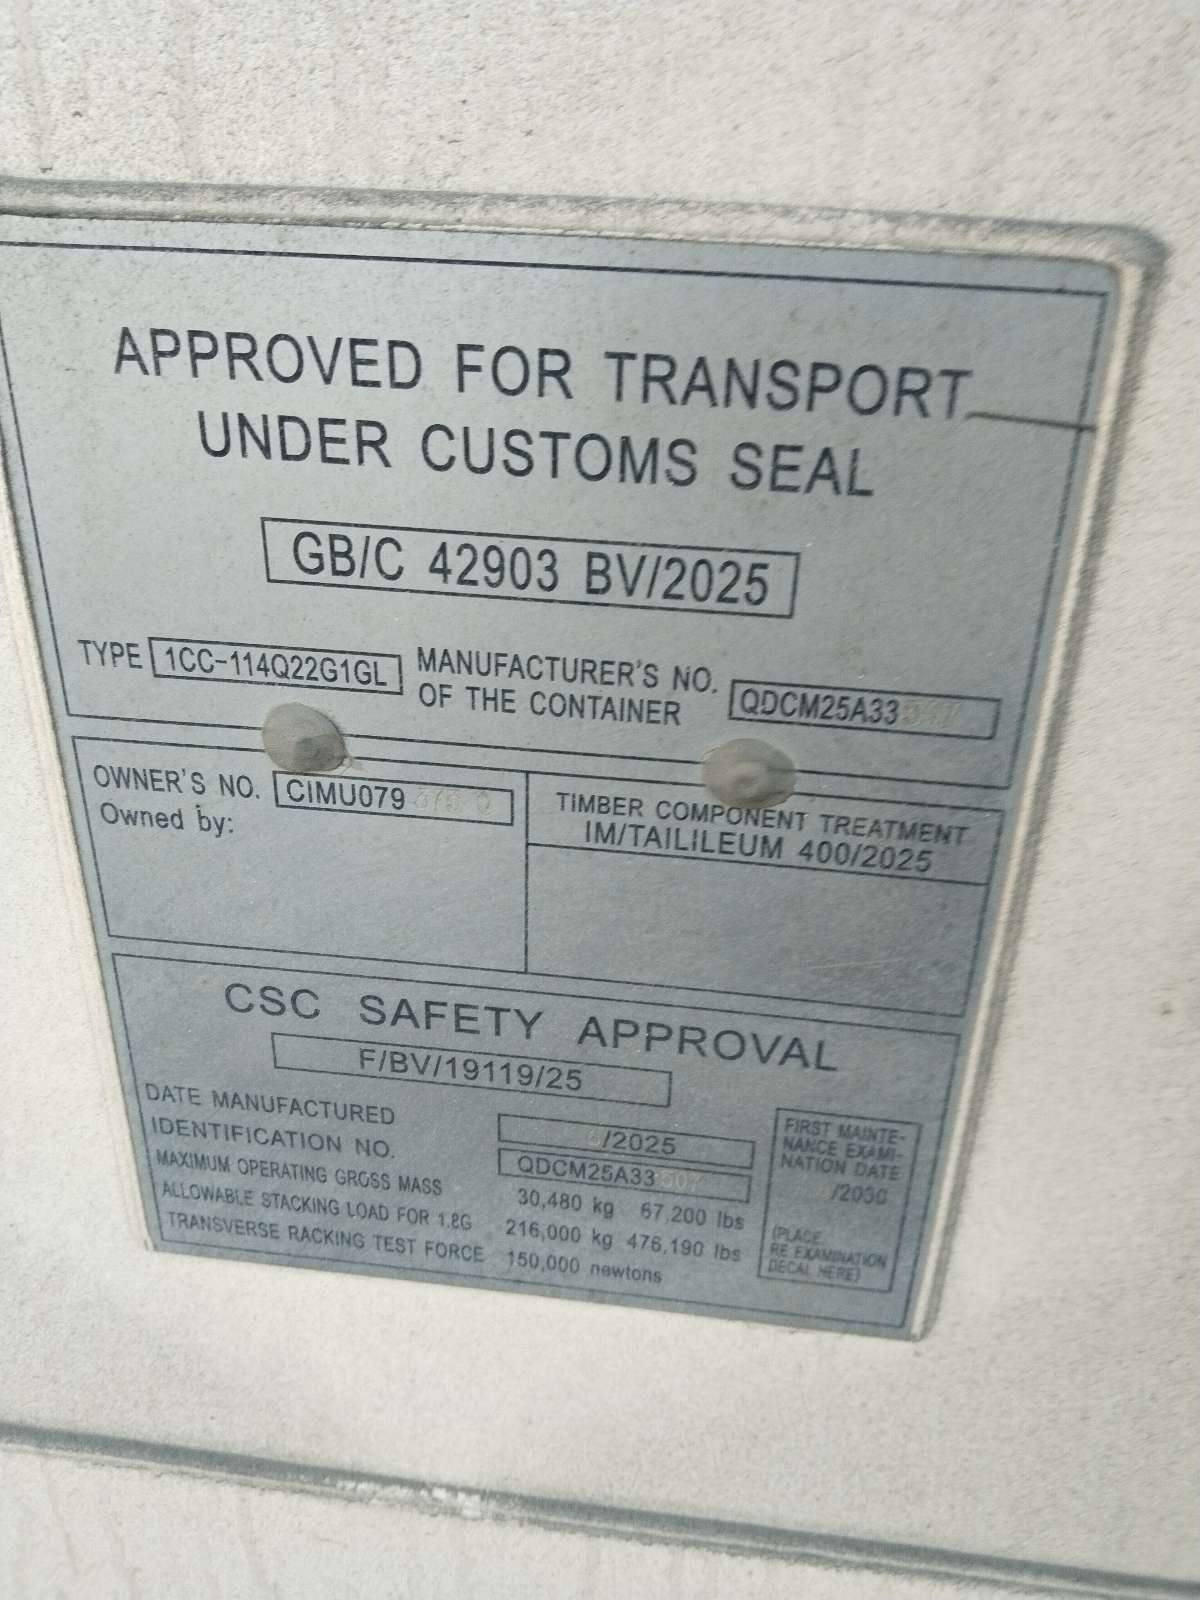 APPROVED FOR TRANSPORT
UNDER CUSTOMS SEAL
GB/C 42903 BV/2025
TYPE 1CC-114Q22G1GL
MANUFACTURER'S NO.
OF THE CONTAINER
QDCM25A33
OWNER'S NO. CIMU079
Owned by:
TIMBER COMPONENT TREATMENT
IM/TAILILEUM 400/2025
CSC SAFETY APPROVAL
F/BV/19119/25
DATE MANUFACTURED /2025
IDENTIFICATION NO. QDCM25A33
MAXIMUM OPERATING GROSS MASS 30,480 kg 67,200 lbs
ALLOWABLE STACKING LOAD FOR 1.8G 216,000 kg 476,190 lbs
TRANSVERSE RACKING TEST FORCE 150,000 newtons
FIRST MAINTE-
NANCE EXAMI-
NATION DATE
/2030
(PLACE
RE EXAMINATION
DECAL HERE)